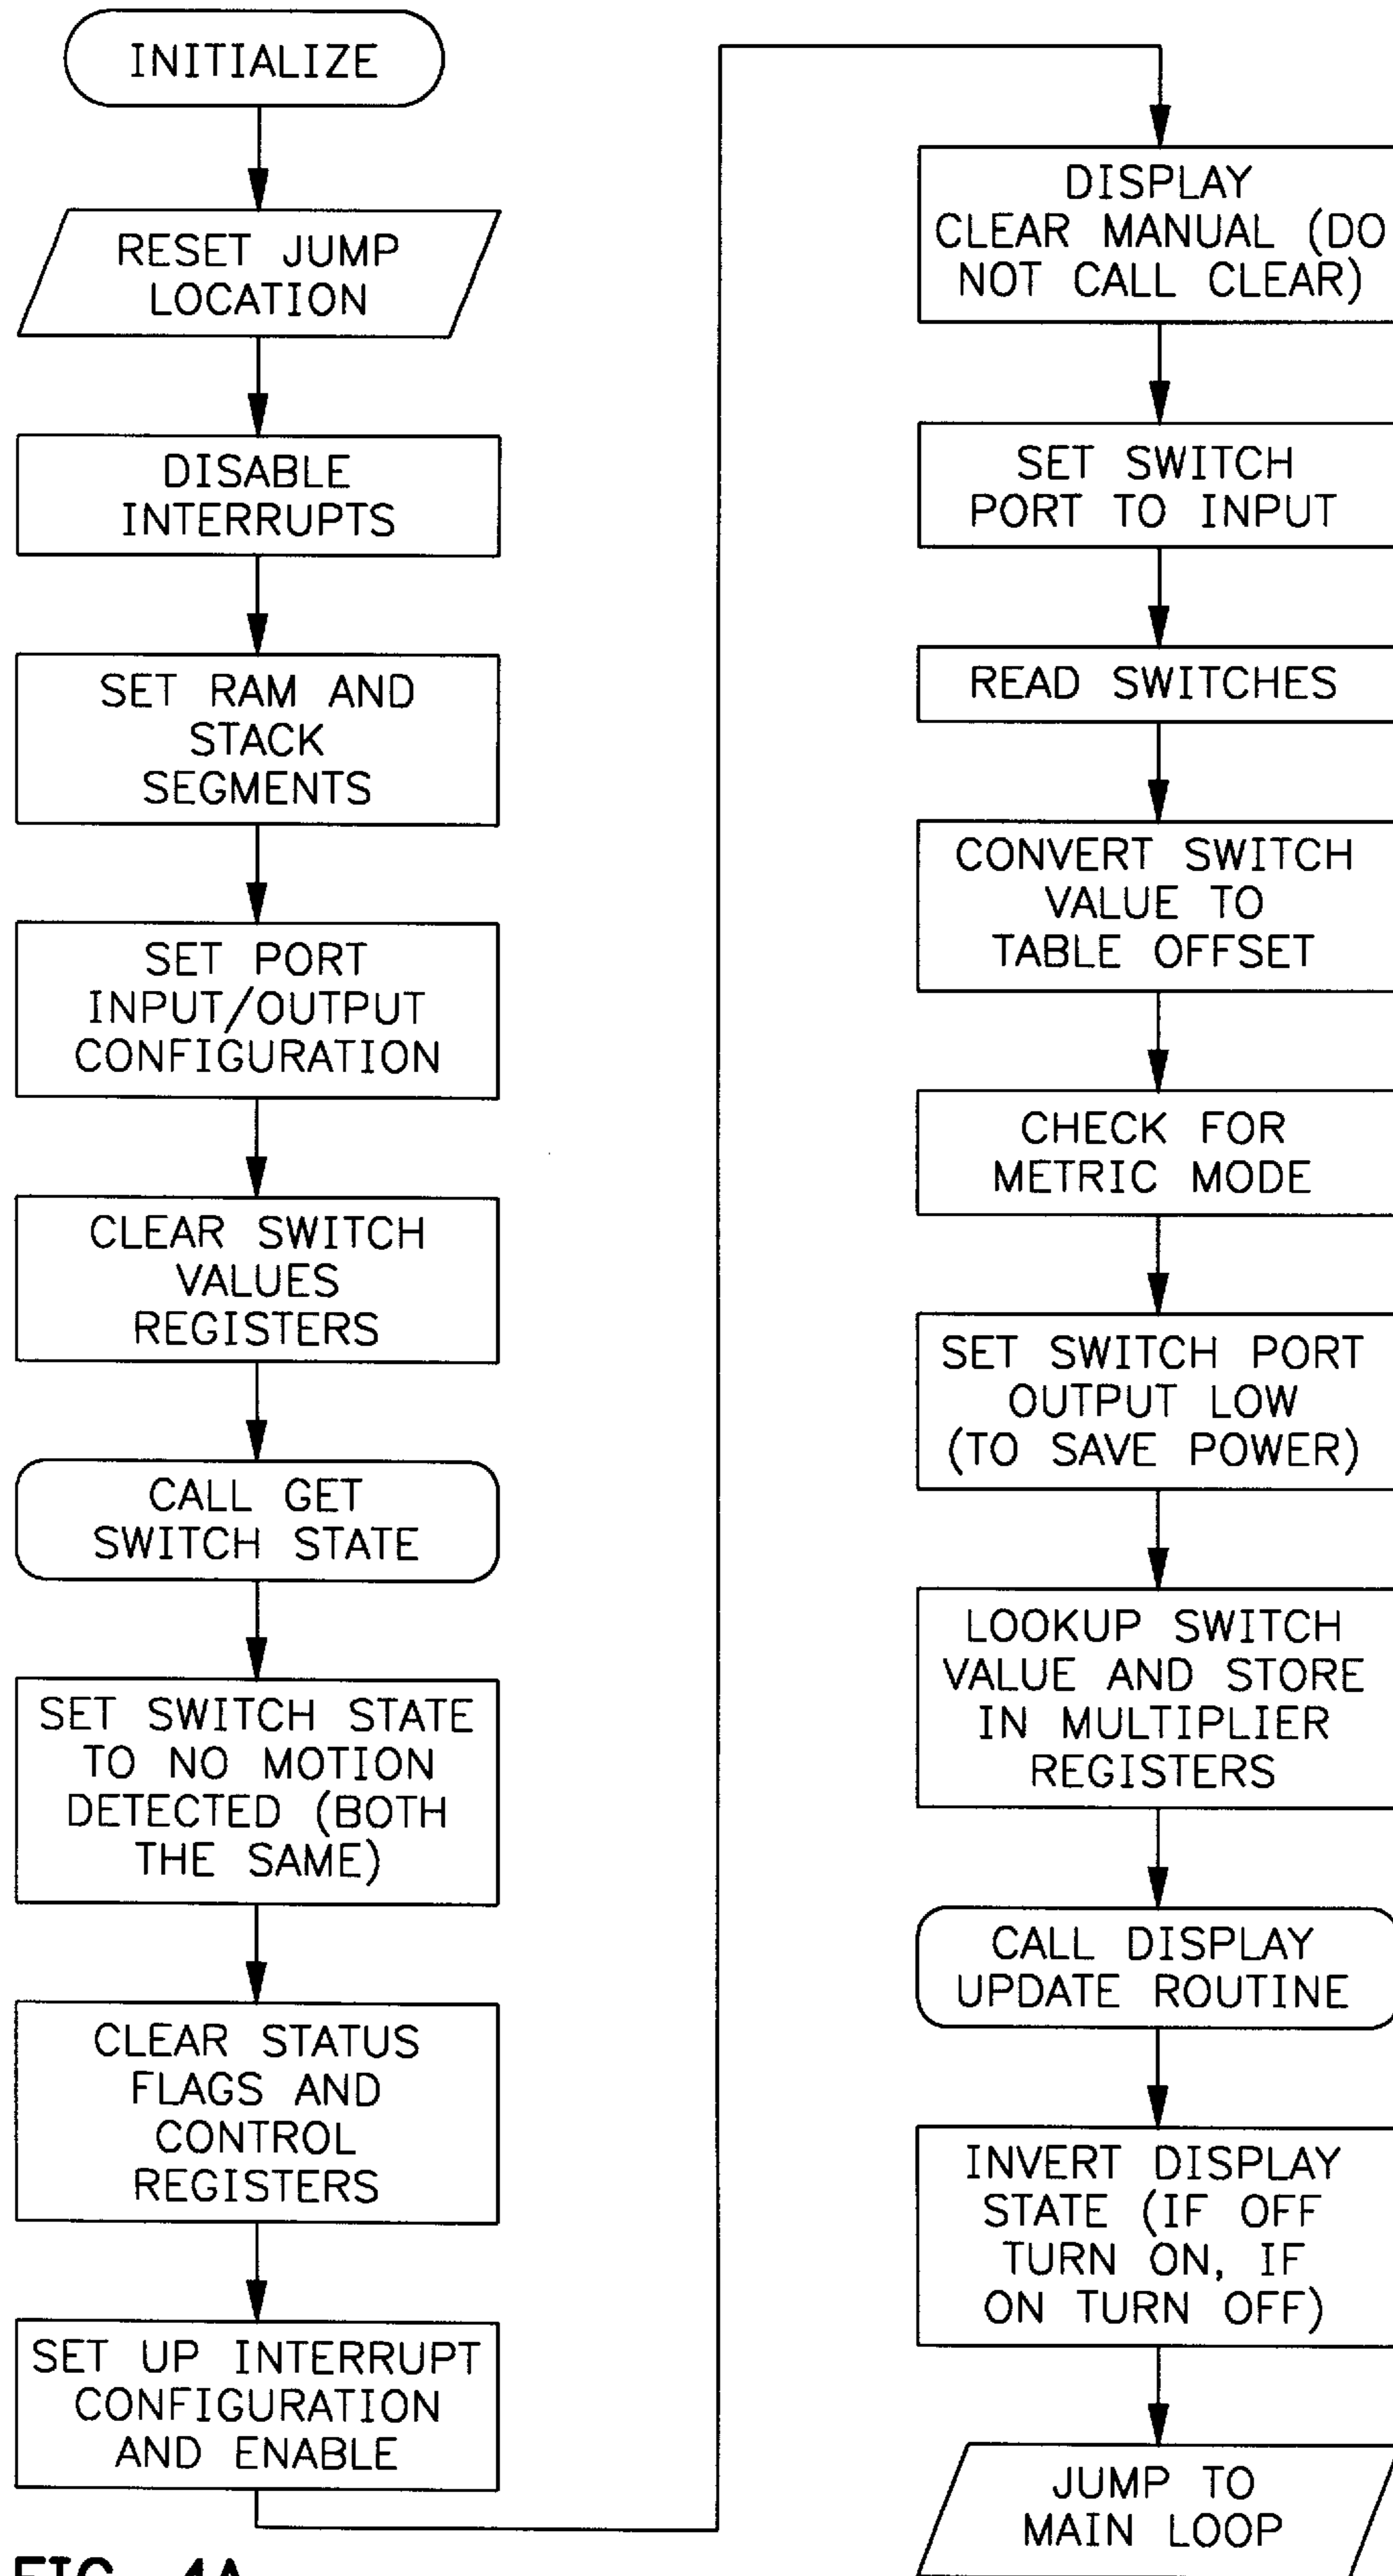 INITIALIZE
RESET JUMP
LOCATION
DISABLE
INTERRUPTS
SET RAM AND
STACK
SEGMENTS
SET PORT
INPUT/OUTPUT
CONFIGURATION
CLEAR SWITCH
VALUES
REGISTERS
CALL GET
SWITCH STATE
SET SWITCH STATE
TO NO MOTION
DETECTED (BOTH
THE SAME)
CLEAR STATUS
FLAGS AND
CONTROL
REGISTERS
SET UP INTERRUPT
CONFIGURATION
AND ENABLE
DISPLAY
CLEAR MANUAL (DO
NOT CALL CLEAR)
SET SWITCH
PORT TO INPUT
READ SWITCHES
CONVERT SWITCH
VALUE TO
TABLE OFFSET
CHECK FOR
METRIC MODE
SET SWITCH PORT
OUTPUT LOW
(TO SAVE POWER)
LOOKUP SWITCH
VALUE AND STORE
IN MULTIPLIER
REGISTERS
CALL DISPLAY
UPDATE ROUTINE
INVERT DISPLAY
STATE (IF OFF
TURN ON, IF
ON TURN OFF)
JUMP TO
MAIN LOOP
FIG. 4A